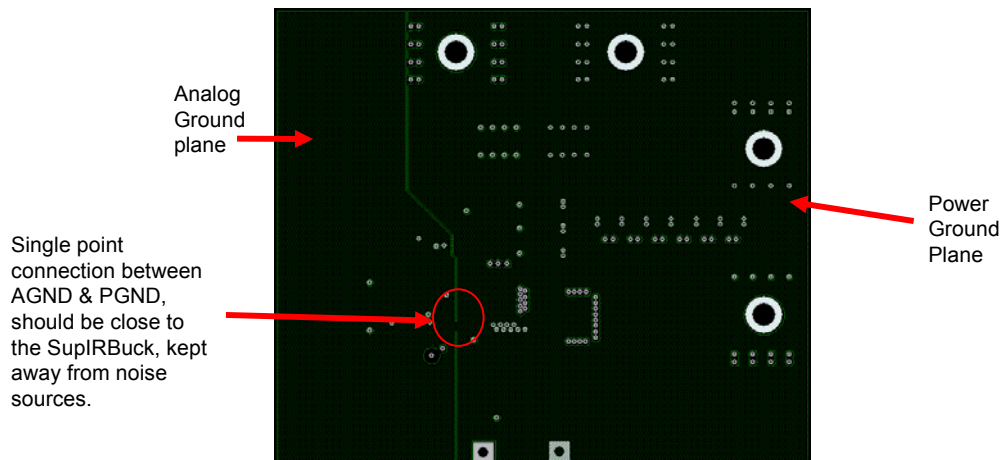 Analog
Ground
plane
Single point
connection between
AGND & PGND,
should be close to
the SupIRBuck, kept
away from noise
sources.
Power
Ground
Plane